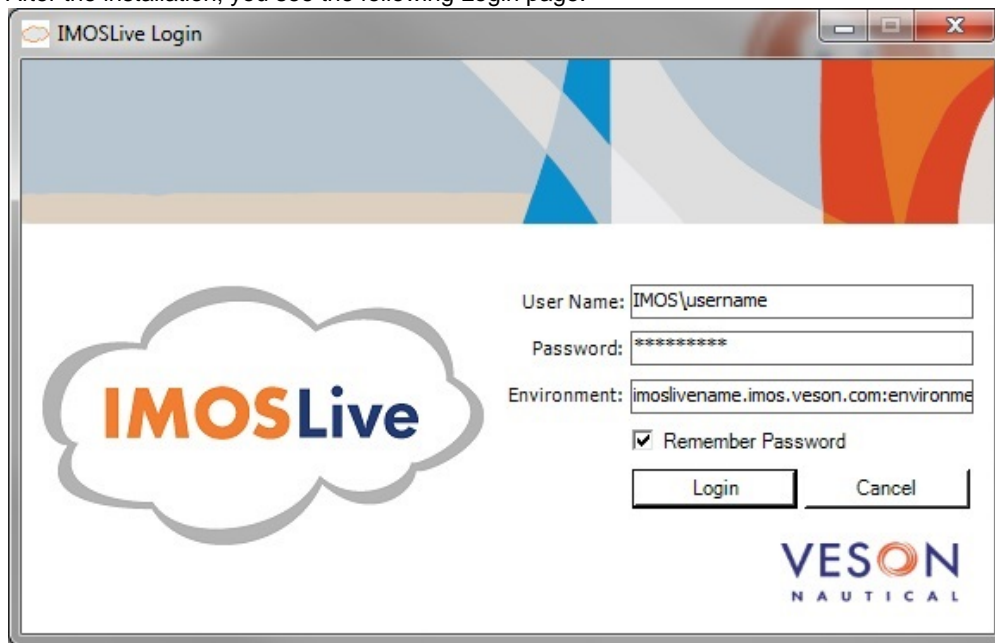 After the installation, you see the following Login page:
IMOSLive Login
User Name: IMOS\username
Password: *********
Environment: imoslivename.imos.veson.com:environme
IMOSLive
Remember Password
Login Cancel
VESON
NAUTICAL